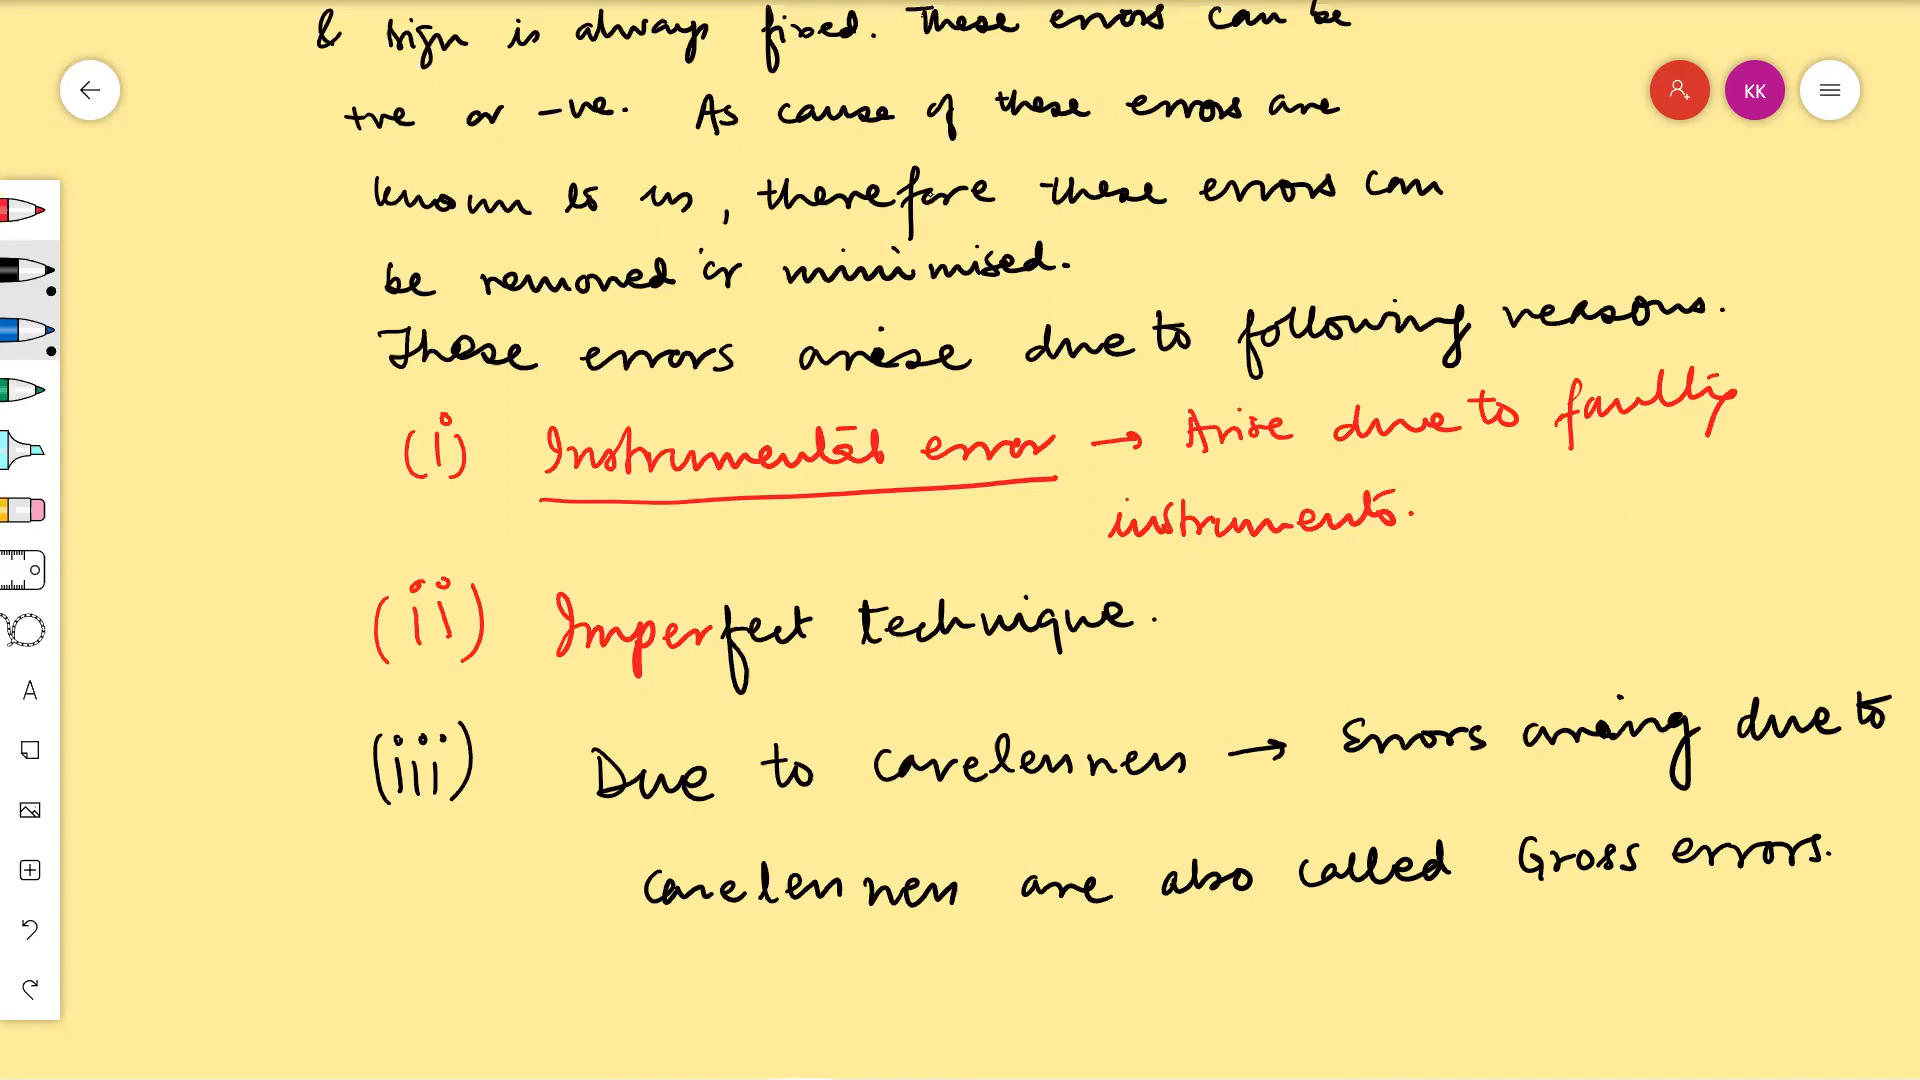 & sign is always fixed. These errors can be
+ve or -ve. As cause of these errors are
known to us, therefore these errors can
be removed or minimised.
These errors arise due to following reasons.
(i) Instrumental error → Arise due to faulty
instruments.
(ii) Imperfect technique.
(iii) Due to carelessness → Errors arising due to
carelessness are also called Gross errors.
KK
A